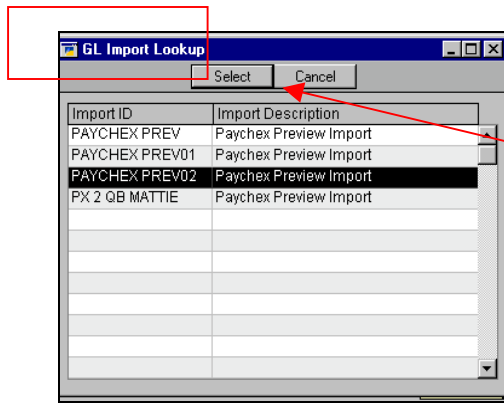 GL Import Lookup
Select Cancel
Import ID Import Description
PAYCHEX PREV Paychex Preview Import
PAYCHEX PREV01 Paychex Preview Import
PAYCHEX PREV02 Paychex Preview Import
PX 2 QB MATTIE Paychex Preview Import